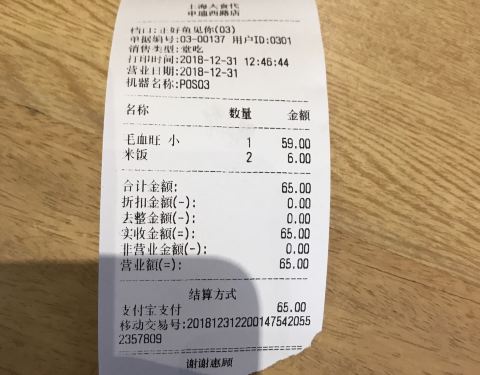 上海大食代
申迪西路店
档口:正好鱼见你(03)
单据编号:03-00137 用户ID:0301
销售类型:堂吃
打印时间:2018-12-31 12:46:44
营业日期:2018-12-31
机器名称:POS03
名称 数量 金额
毛血旺 小 1 59.00
米饭 2 6.00
合计金额: 65.00
折扣金额(-): 0.00
去整金额(-): 0.00
实收金额(=): 65.00
非营业金额(-): 0.00
营业额(=): 65.00
结算方式
支付宝支付 65.00
移动交易号:201812312200147542055
2357809
谢谢惠顾